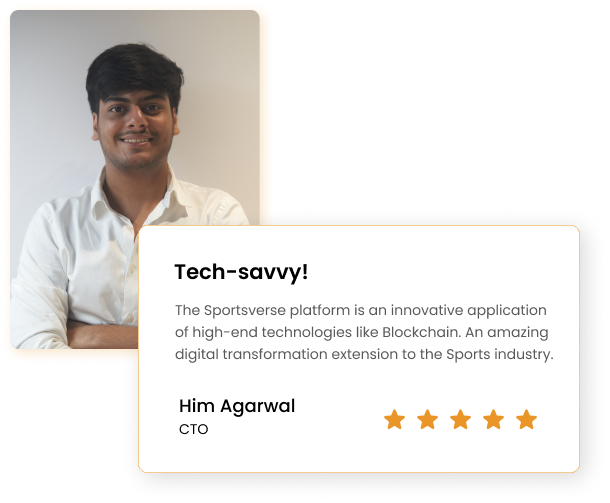 Tech-savvy!
The Sportsverse platform is an innovative application
of high-end technologies like Blockchain. An amazing
digital transformation extension to the Sports industry.
Him Agarwal
CTO